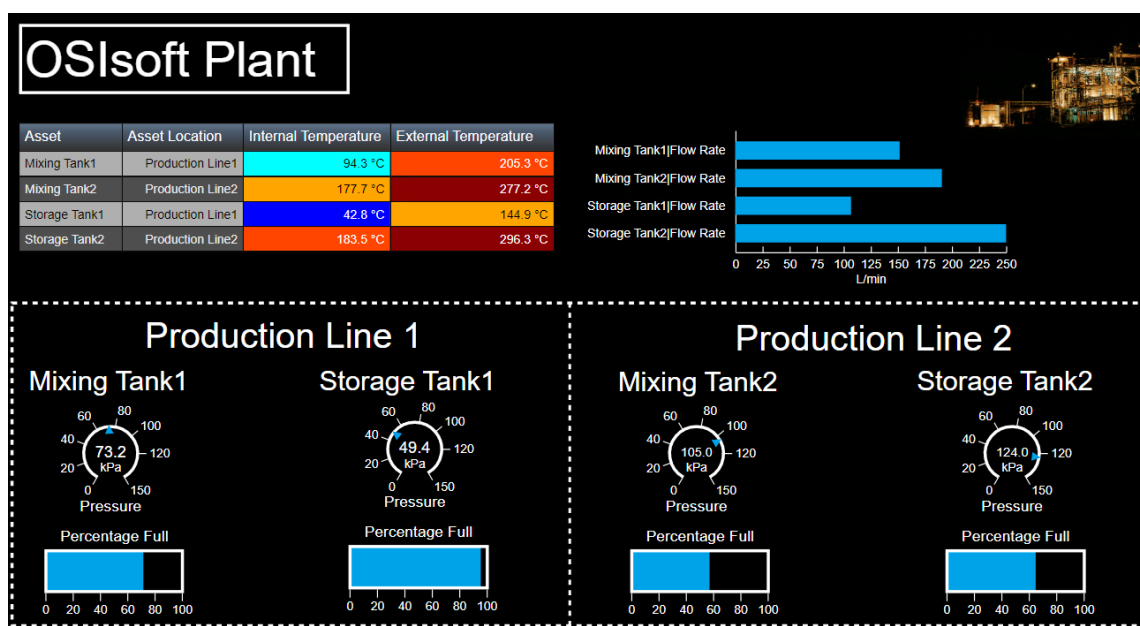 OSIsoft Plant
Asset Asset Location Internal Temperature External Temperature
Mixing Tank1 Production Line1 94.3 °C 205.3 °C
Mixing Tank2 Production Line2 177.7 °C 277.2 °C
Storage Tank1 Production Line1 42.8 °C 144.9 °C
Storage Tank2 Production Line2 183.5 °C 296.3 °C
Mixing Tank1|Flow Rate
Mixing Tank2|Flow Rate
Storage Tank1|Flow Rate
Storage Tank2|Flow Rate
0 25 50 75 100 125 150 175 200 225 250
L/min
Production Line 1
Mixing Tank1
0 20 40 60 80 100 120 150
73.2
kPa
Pressure
Percentage Full
0 20 40 60 80 100
Storage Tank1
0 20 40 60 80 100 120 150
49.4
kPa
Pressure
Percentage Full
0 20 40 60 80 100
Production Line 2
Mixing Tank2
0 20 40 60 80 100 120 150
105.0
kPa
Pressure
Percentage Full
0 20 40 60 80 100
Storage Tank2
0 20 40 60 80 100 120 150
124.0
kPa
Pressure
Percentage Full
0 20 40 60 80 100